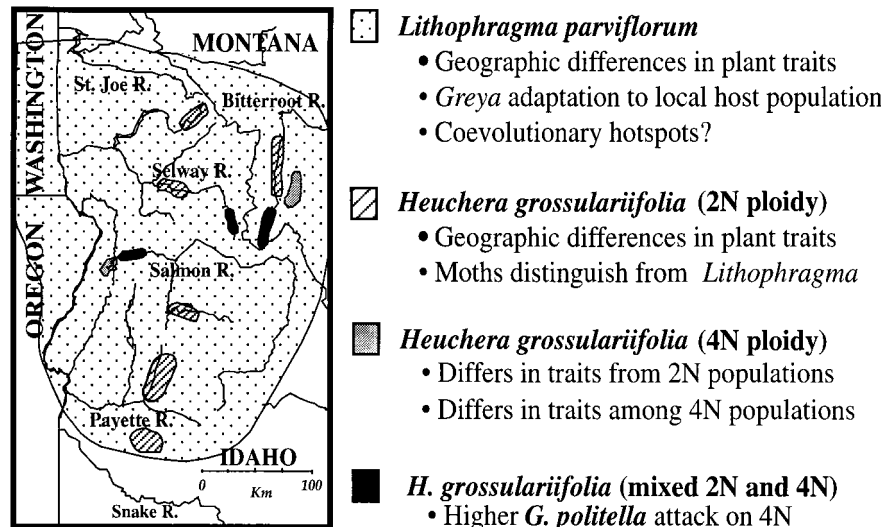 WASHINGTON
OREGON
MONTANA
St. Joe R.
Bitterroot R.
Selway R.
Salmon R.
Payette R.
IDAHO
0 100
Km
Snake R.
Lithophragma parviflorum
• Geographic differences in plant traits
• Greya adaptation to local host population
• Coevolutionary hotspots?
Heuchera grossulariifolia (2N ploidy)
• Geographic differences in plant traits
• Moths distinguish from Lithophragma
Heuchera grossulariifolia (4N ploidy)
• Differs in traits from 2N populations
• Differs in traits among 4N populations
H. grossulariifolia (mixed 2N and 4N)
• Higher G. politella attack on 4N